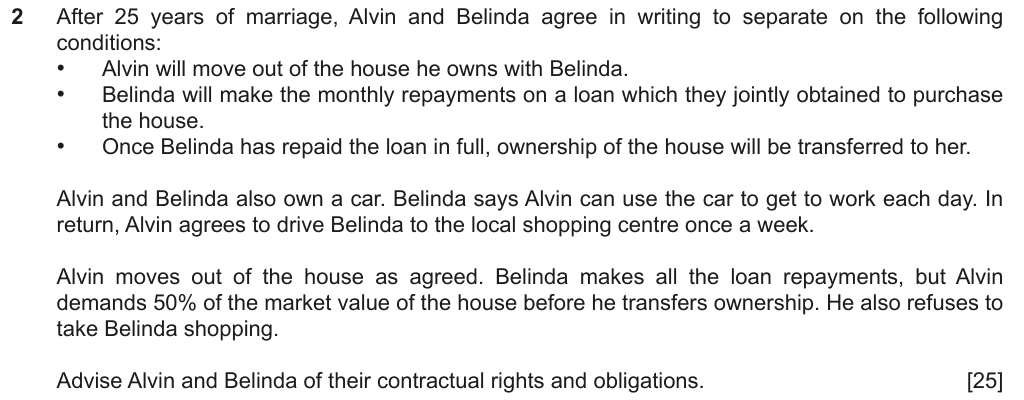 2 After 25 years of marriage, Alvin and Belinda agree in writing to separate on the following
conditions:
• Alvin will move out of the house he owns with Belinda.
• Belinda will make the monthly repayments on a loan which they jointly obtained to purchase
the house.
• Once Belinda has repaid the loan in full, ownership of the house will be transferred to her.
Alvin and Belinda also own a car. Belinda says Alvin can use the car to get to work each day. In
return, Alvin agrees to drive Belinda to the local shopping centre once a week.
Alvin moves out of the house as agreed. Belinda makes all the loan repayments, but Alvin
demands 50% of the market value of the house before he transfers ownership. He also refuses to
take Belinda shopping.
Advise Alvin and Belinda of their contractual rights and obligations. [25]